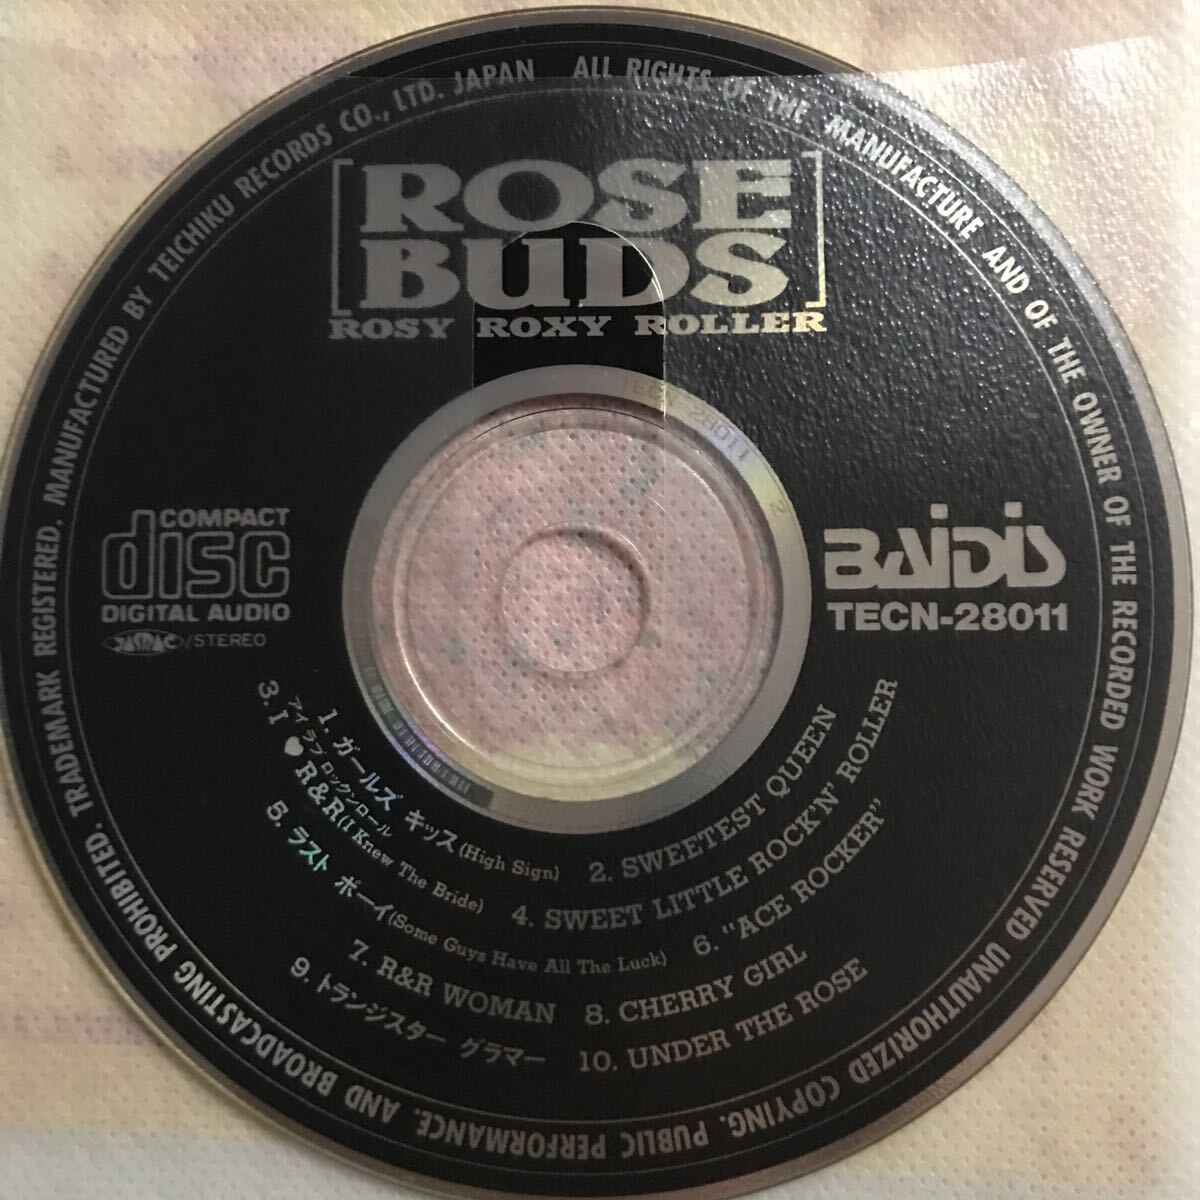 TRADEMARK REGISTERED. MANUFACTURED BY TEICHIKU RECORDS CO., LTD. JAPAN
ALL RIGHTS OF THE MANUFACTURE AND OF THE OWNER OF THE RECORDED WORK RESERVED UNAUTHORIZED COPYING. PUBLIC PERFORMANCE. AND BROADCASTING PROHIBITED.
[ROSE
BUDS]
ROSY ROXY ROLLER
TECN-28011 2
COMPACT
disc
DIGITAL AUDIO
JASRAC/STEREO
BAiDiS
TECN-28011
1. ガールズ キッス(High Sign)
2. SWEETEST QUEEN
アイ ラブ ロックンロール
3. I ♥ R&R(I Knew The Bride)
4. SWEET LITTLE ROCK'N' ROLLER
5. ラスト ボーイ(Some Guys Have All The Luck)
6. "ACE ROCKER"
7. R&R WOMAN
8. CHERRY GIRL
9. トランジスター グラマー
10. UNDER THE ROSE